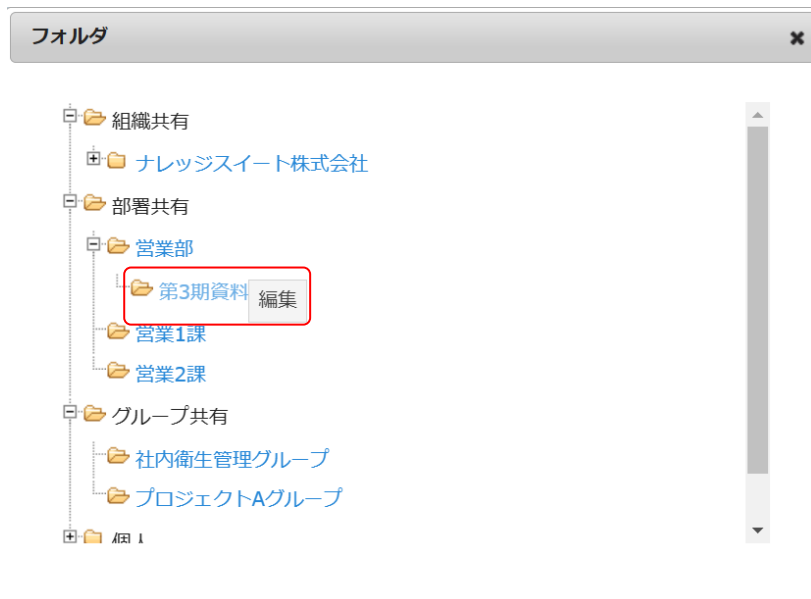 フォルダ
組織共有
ナレッジスイート株式会社
部署共有
営業部
第3期資料 編集
営業1課
営業2課
グループ共有
社内衛生管理グループ
プロジェクトAグループ
個人